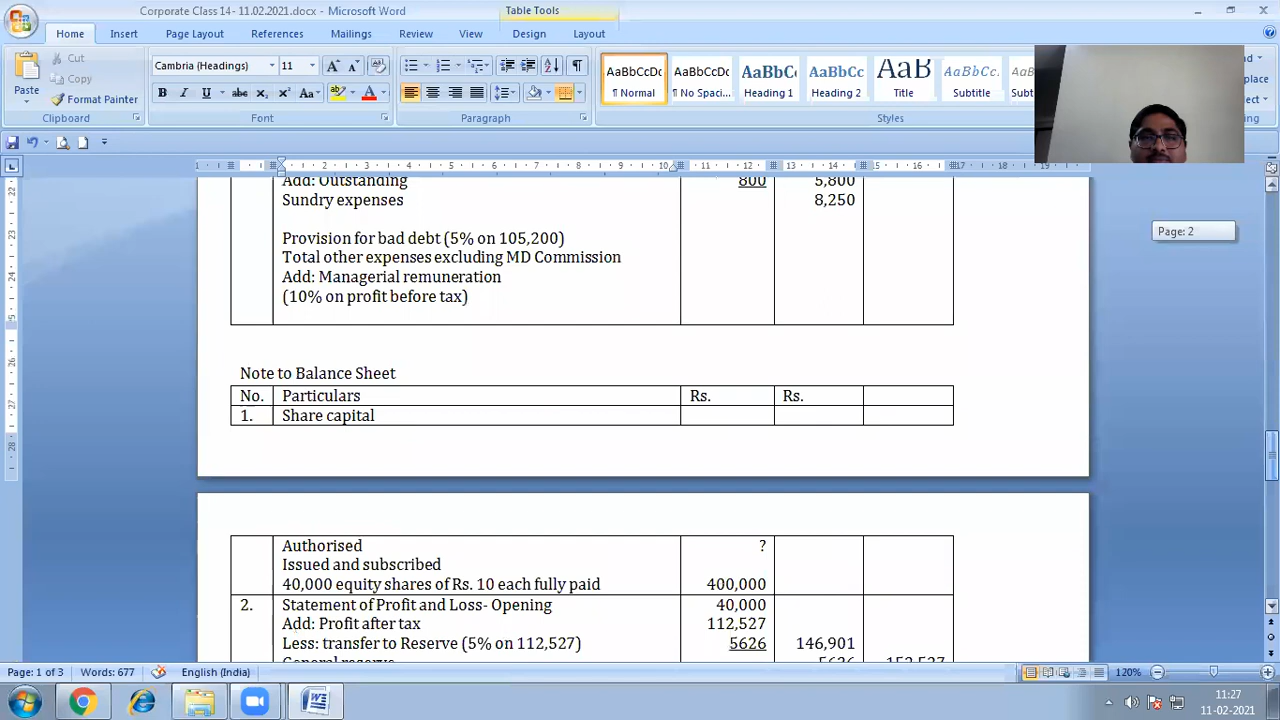 Corporate Class 14- 11.02.2021.docx - Microsoft Word
Table Tools
Home Insert Page Layout References Mailings Review View Design Layout
Cut
Copy
Format Painter
Paste
Clipboard
Cambria (Headings) 11
Font
Paragraph
AaBbCcDc AaBbCcDc AaBbCc AaBbCc AaB AaBbCc.
¶ Normal ¶ No Spaci... Heading 1 Heading 2 Title Subtitle
Styles
Page: 2
Add: Outstanding 800 5,800
Sundry expenses 8,250
Provision for bad debt (5% on 105,200)
Total other expenses excluding MD Commission
Add: Managerial remuneration
(10% on profit before tax)
Note to Balance Sheet
No. Particulars Rs. Rs.
1. Share capital
Authorised ?
Issued and subscribed
40,000 equity shares of Rs. 10 each fully paid 400,000
2. Statement of Profit and Loss- Opening 40,000
Add: Profit after tax 112,527
Less: transfer to Reserve (5% on 112,527) 5626 146,901
General reserve 5626 152,527
Page: 1 of 3 Words: 677 English (India) 120%
11:27
11-02-2021